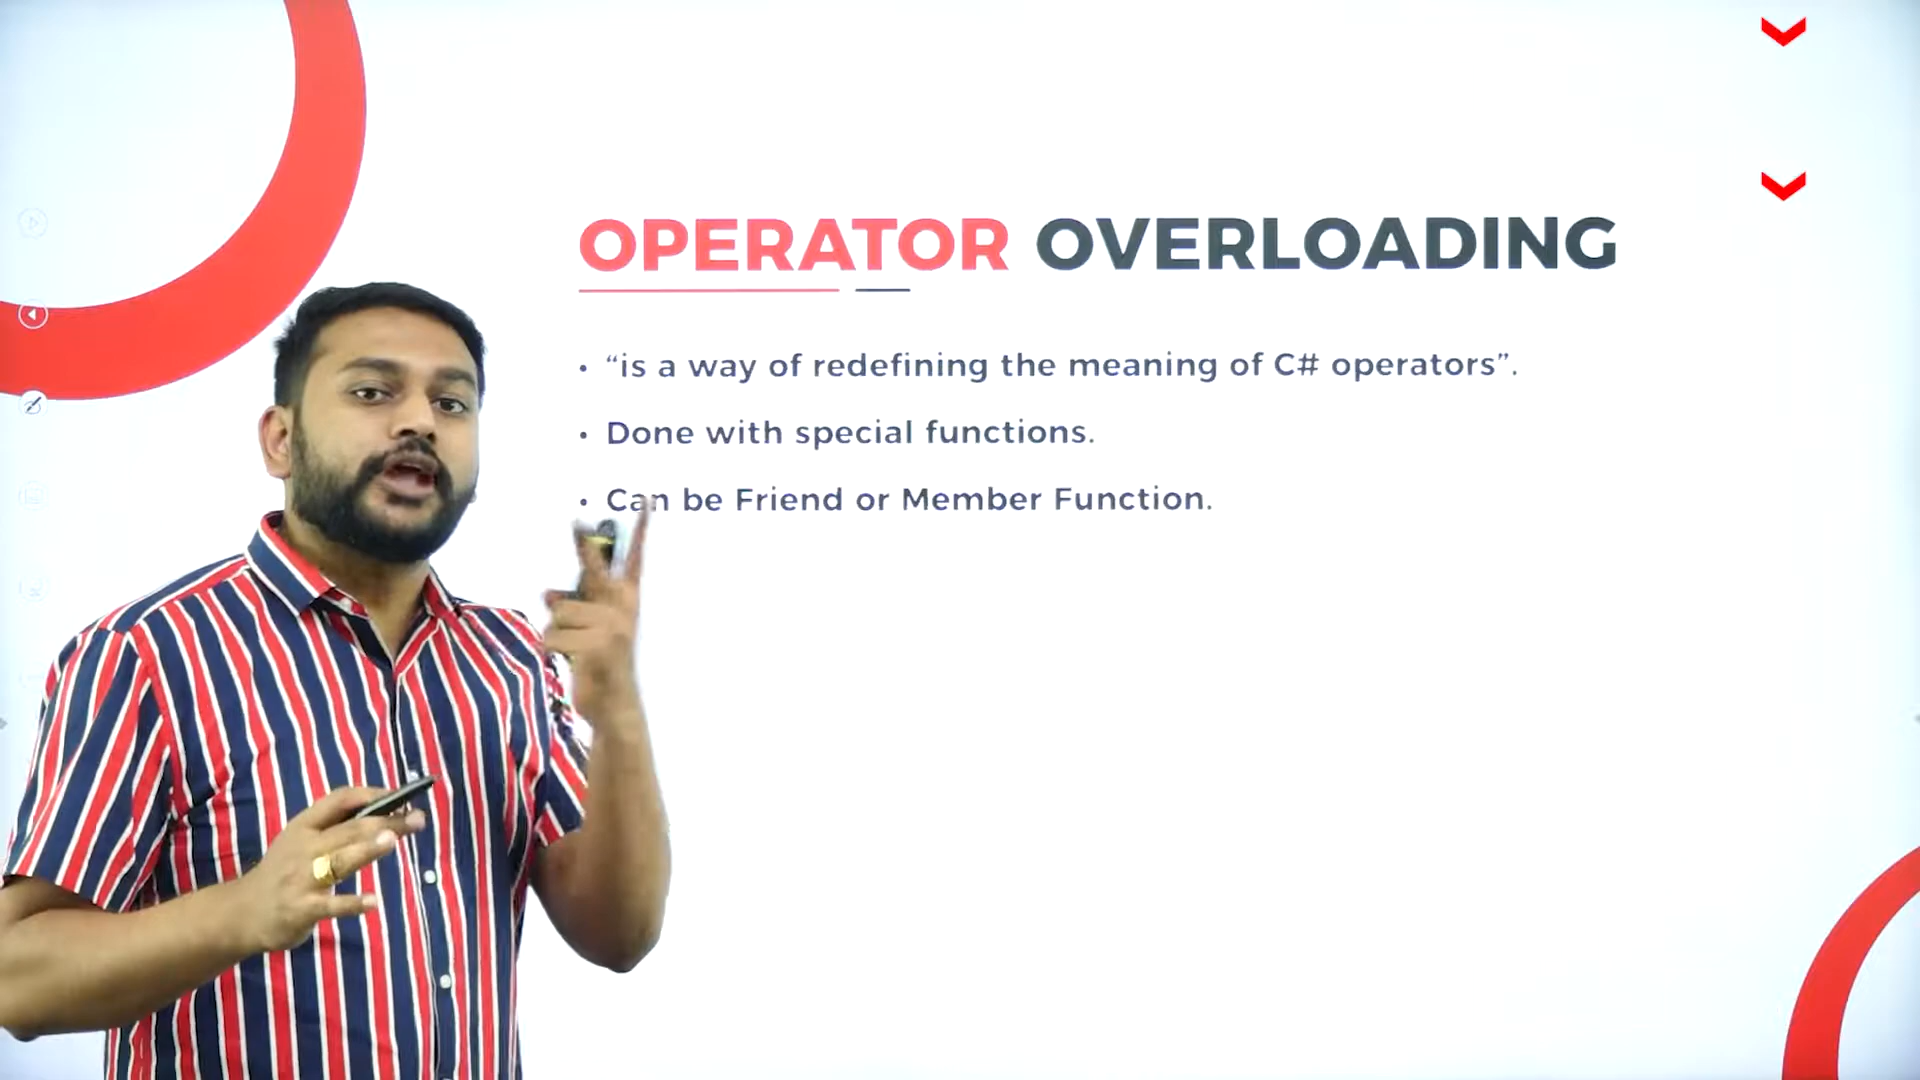 OPERATOR OVERLOADING
• “is a way of redefining the meaning of C# operators”.
• Done with special functions.
• Can be Friend or Member Function.